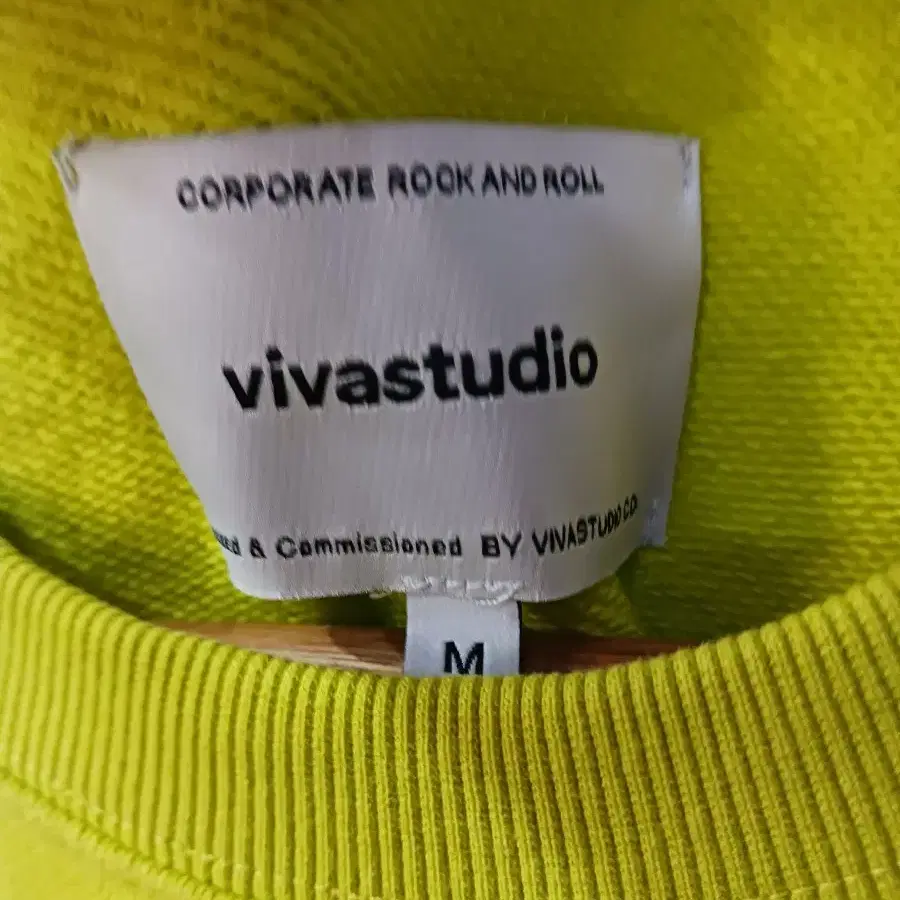 CORPORATE ROCK AND ROLL
vivastudio
& Commissioned BY VIVASTUDIO CO
M